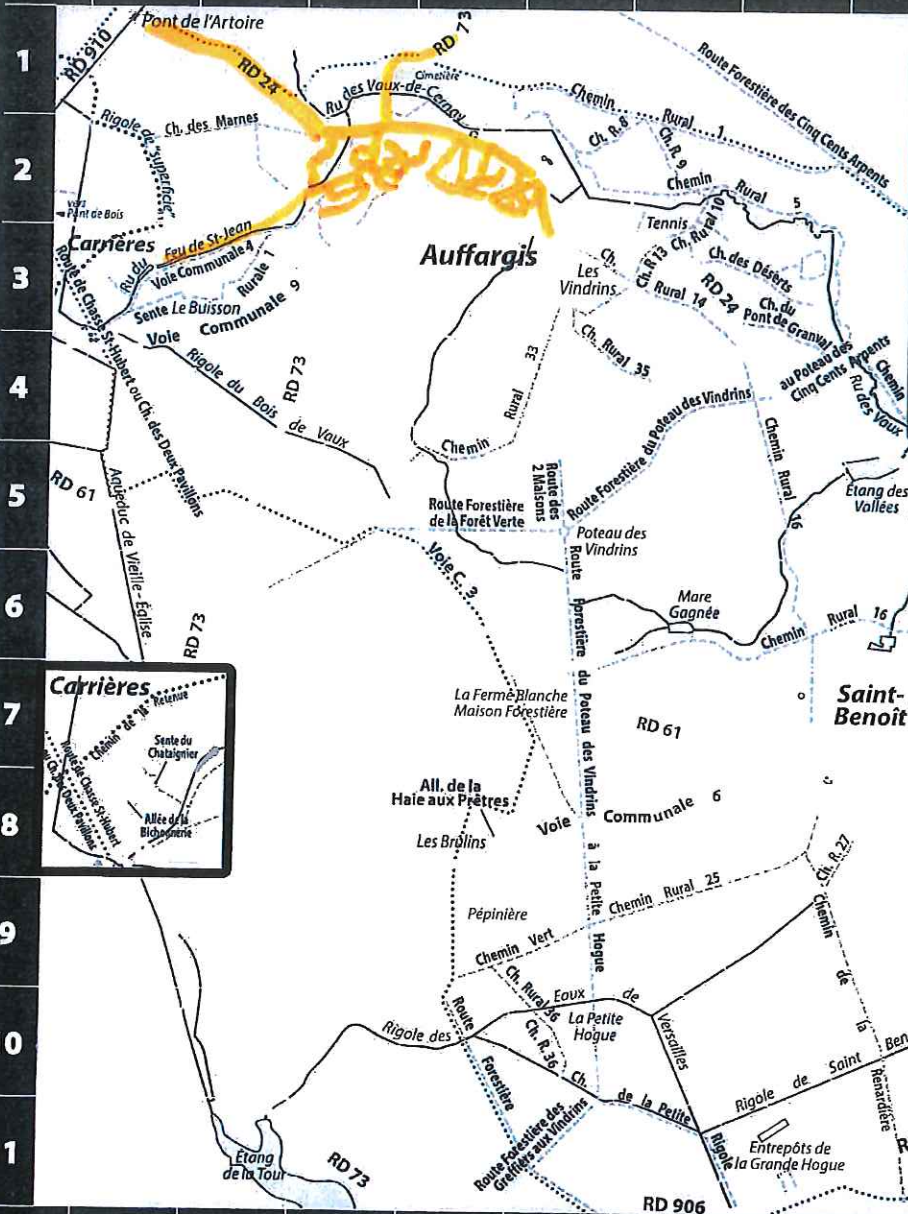 1
2
3
4
5
6
7
8
9
0
1
Pont de l'Artoire
RD 910
RD 24
RD 73
Cimetière
Ru des Vaux-de-Cernay
Route Forestière des Cinq Cents Arpents
Chemin Rural 1
Rigole de "superficie"
Ch. des Marnes
Ch. R. 8
Ch. R. 9
Chemin Rural 5
vers
Pont de Bois
Carrières
Ru du Feu de St-Jean
Voie Communale 4
Rurale 1
Sente Le Buisson
Voie Communale 9
Auffargis
Tennis
Ch. Rural 10
Ch. R 13
Ch. des Déserts
Les
Vindrins
Ch. Rural 14
RD 24
Ch. du
Pont de Granval
au Poteau des
Cinq Cents Arpents
Chemin
Ru des Vaux
Route de Chasse St-Hubert ou Ch. des Deux Pavillons
Rigole du Bois de Vaux
RD 73
Chemin Rural 33
Ch. Rural 35
Route Forestière du Poteau des Vindrins
Chemin Rural 16
RD 61
Aqueduc de Vieille-Église
Route Forestière
de la Forêt Verte
Route des
2 Maisons
Poteau des
Vindrins
Étang des
Vallées
Voie C. 3
RD 73
Route Forestière du Poteau des Vindrins à la Petite Hogue
Mare
Gagnée
Chemin Rural 16
Carrières
Chemin de la Retenue
Sente du
Chataignier
Route de Chasse St-Hubert
ou Ch. des Deux Pavillons
Allée de la
Bichonnerie
La Ferme Blanche
Maison Forestière
RD 61
Saint-
Benoît
All. de la
Haie aux Prêtres
Les Brûlins
Voie Communale 6
Pépinière
Chemin Vert
Chemin Rural 25
Ch. R. 27
Chemin de la Renardière
Ch. Rural 36
Ch. R. 36
Rigole des Eaux de Versailles
La Petite
Hogue
Route Forestière
Ch. de la Petite
Rigole
Rigole de Saint Ben
Route Forestière des
Greffiers aux Vindrins
Entrepôts de
la Grande Hogue
Étang
de la Tour
RD 73
RD 906